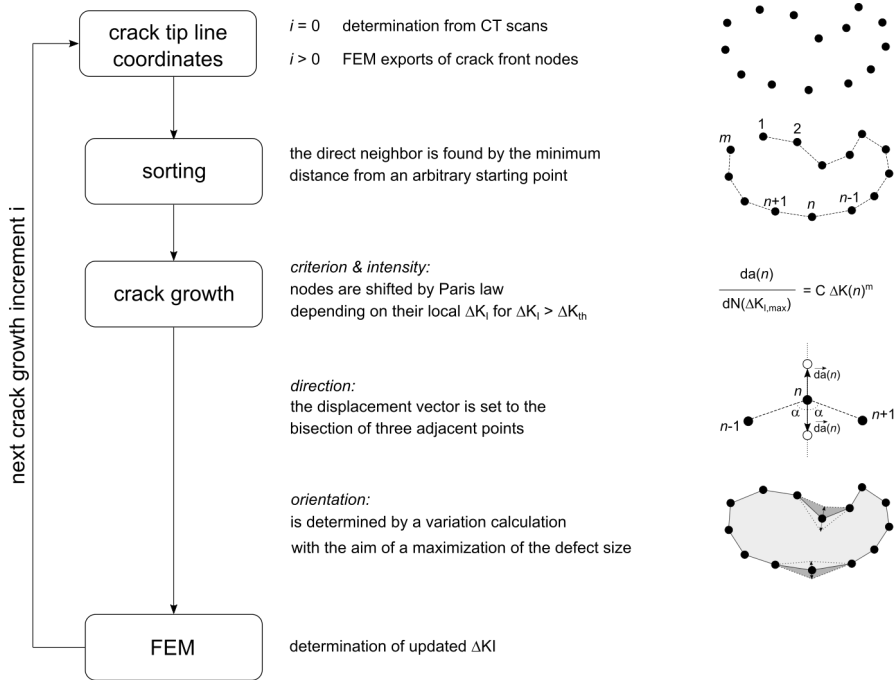 crack tip line
coordinates
i = 0 determination from CT scans
i > 0 FEM exports of crack front nodes
sorting
the direct neighbor is found by the minimum
distance from an arbitrary starting point
1
2
m
n+1
n
n-1
crack growth
criterion & intensity:
nodes are shifted by Paris law
depending on their local ΔK_I for ΔK_I > ΔK_th
da(n)
dN(ΔK_I,max)
= C ΔK(n)^m
direction:
the displacement vector is set to the
bisection of three adjacent points
da(n)
n
n-1
α
α
n+1
da(n)
orientation:
is determined by a variation calculation
with the aim of a maximization of the defect size
FEM
determination of updated ΔKI
next crack growth increment i